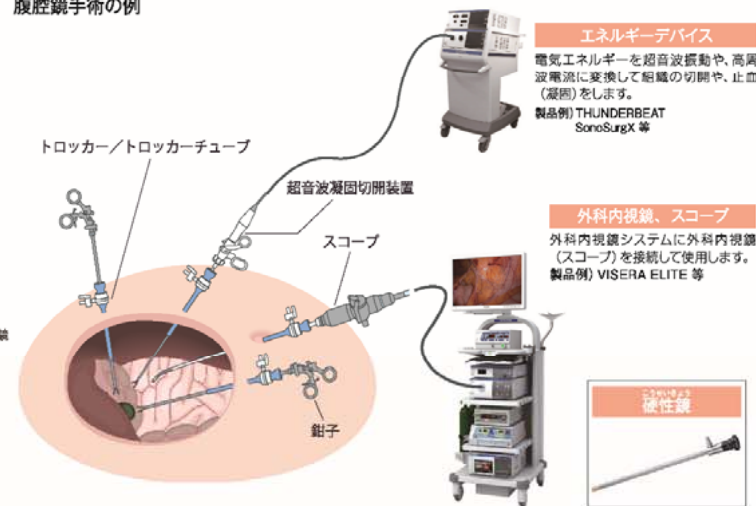 腹腔鏡手術の例
エネルギーデバイス
電気エネルギーを超音波振動や、高周
波電流に変換して組織の切開や、止血
(凝固)をします。
製品例) THUNDERBEAT
SonoSurgX 等
トロッカー／トロッカーチューブ
超音波凝固切開装置
スコープ
外科内視鏡、スコープ
外科内視鏡システムに外科内視鏡
(スコープ)を接続して使用します。
製品例) VISERA ELITE 等
鏡
鉗子
こうせいきょう
硬性鏡